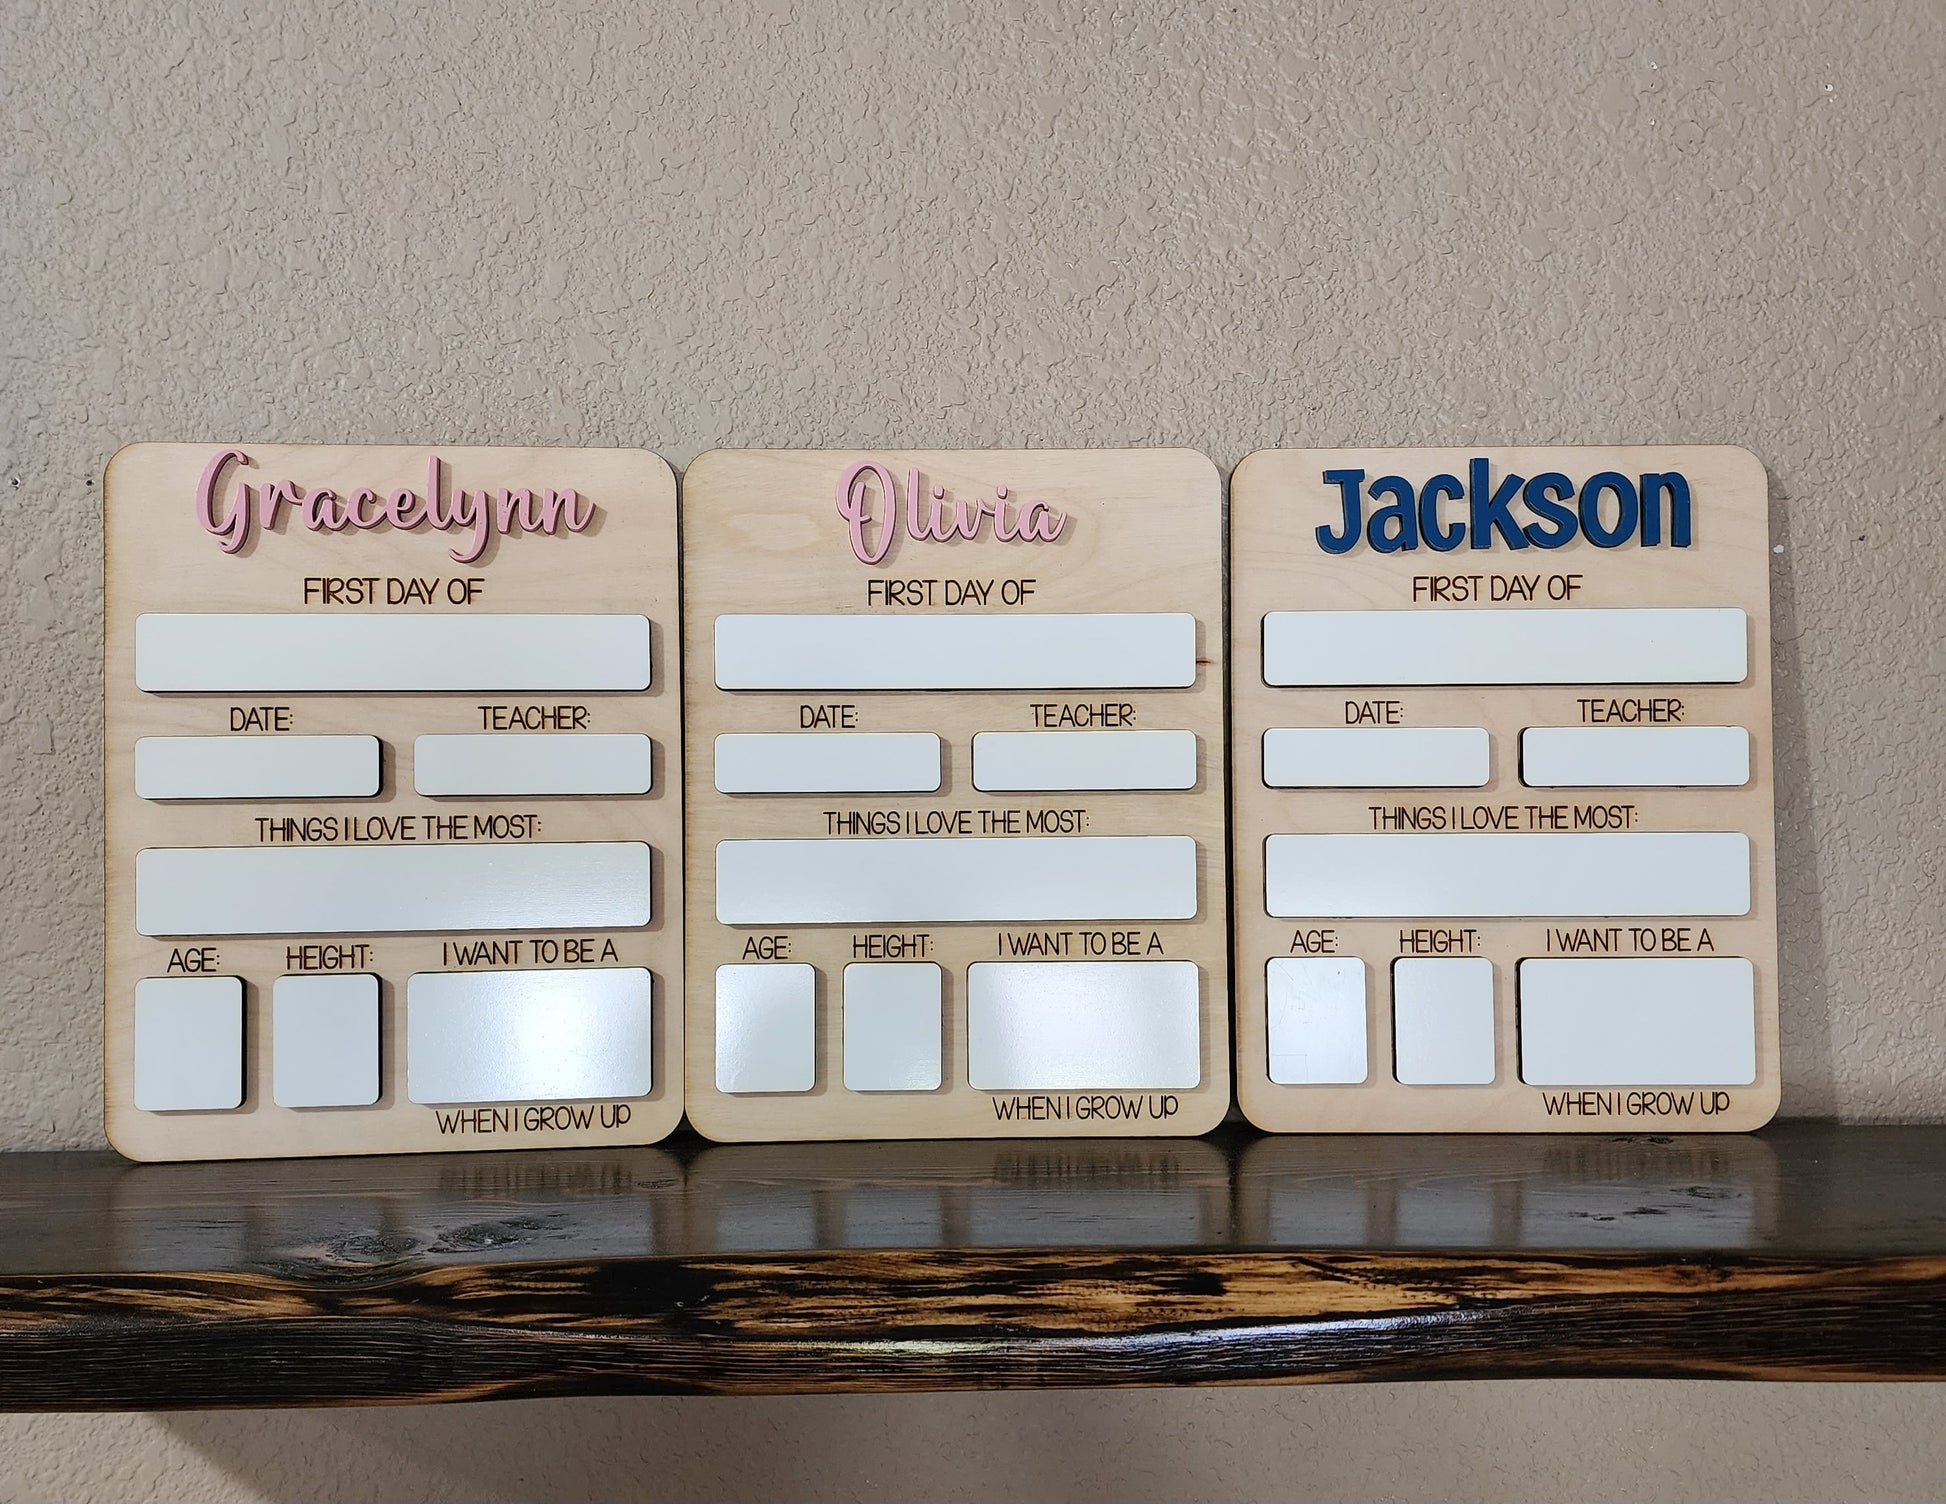 Gracelynn
FIRST DAY OF
DATE: TEACHER:
THINGS I LOVE THE MOST:
AGE: HEIGHT: I WANT TO BE A
WHEN I GROW UP
Olivia
FIRST DAY OF
DATE: TEACHER:
THINGS I LOVE THE MOST:
AGE: HEIGHT: I WANT TO BE A
WHEN I GROW UP
Jackson
FIRST DAY OF
DATE: TEACHER:
THINGS I LOVE THE MOST:
AGE: HEIGHT: I WANT TO BE A
WHEN I GROW UP